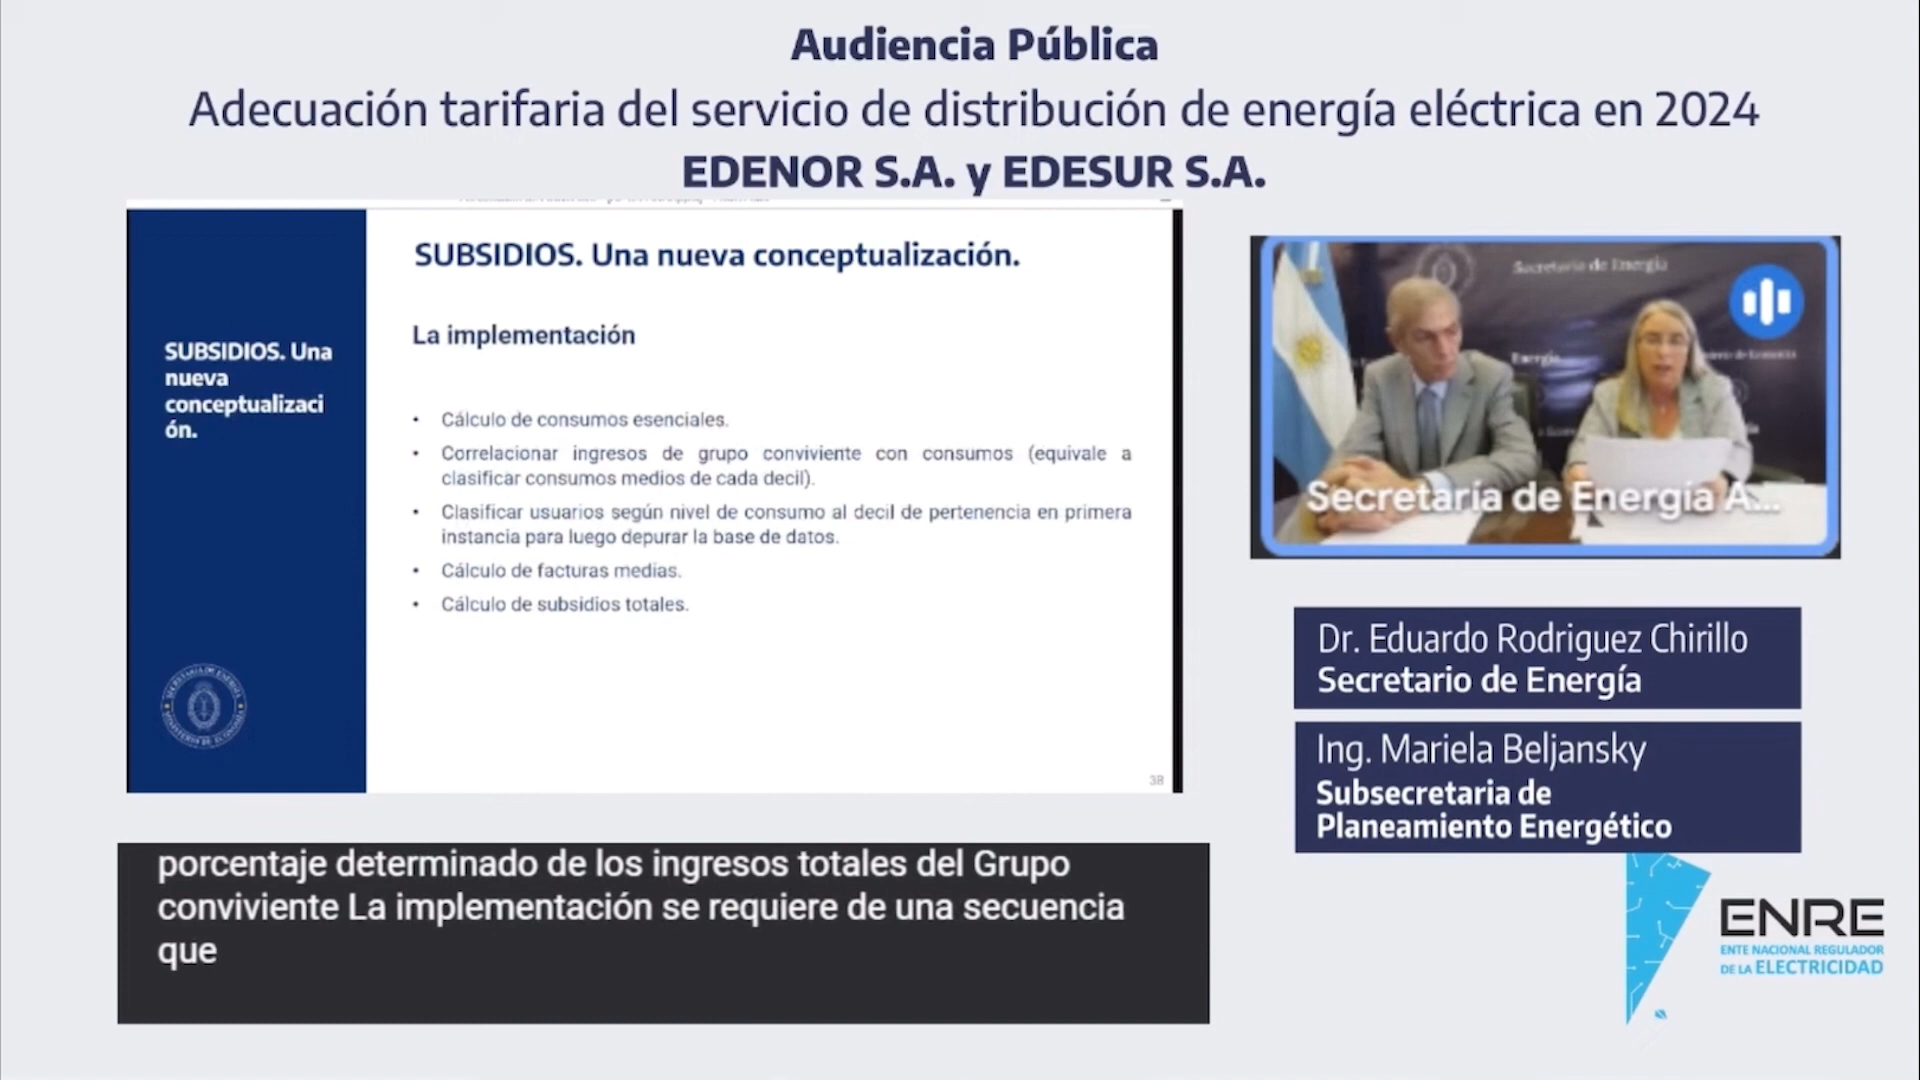 Audiencia Pública
Adecuación tarifaria del servicio de distribución de energía eléctrica en 2024
EDENOR S.A. y EDESUR S.A.
SUBSIDIOS. Una
nueva
conceptualizaci
ón.
SUBSIDIOS. Una nueva conceptualización.
La implementación
• Cálculo de consumos esenciales.
• Correlacionar ingresos de grupo conviviente con consumos (equivale a
clasificar consumos medios de cada decil).
• Clasificar usuarios según nivel de consumo al decil de pertenencia en primera
instancia para luego depurar la base de datos.
• Cálculo de facturas medias.
• Cálculo de subsidios totales.
38
Secretaría de Energía
Energía
Secretaría de Energía A...
Dr. Eduardo Rodriguez Chirillo
Secretario de Energía
Ing. Mariela Beljansky
Subsecretaria de
Planeamiento Energético
porcentaje determinado de los ingresos totales del Grupo
conviviente La implementación se requiere de una secuencia
que
ENRE
ENTE NACIONAL REGULADOR
DE LA ELECTRICIDAD